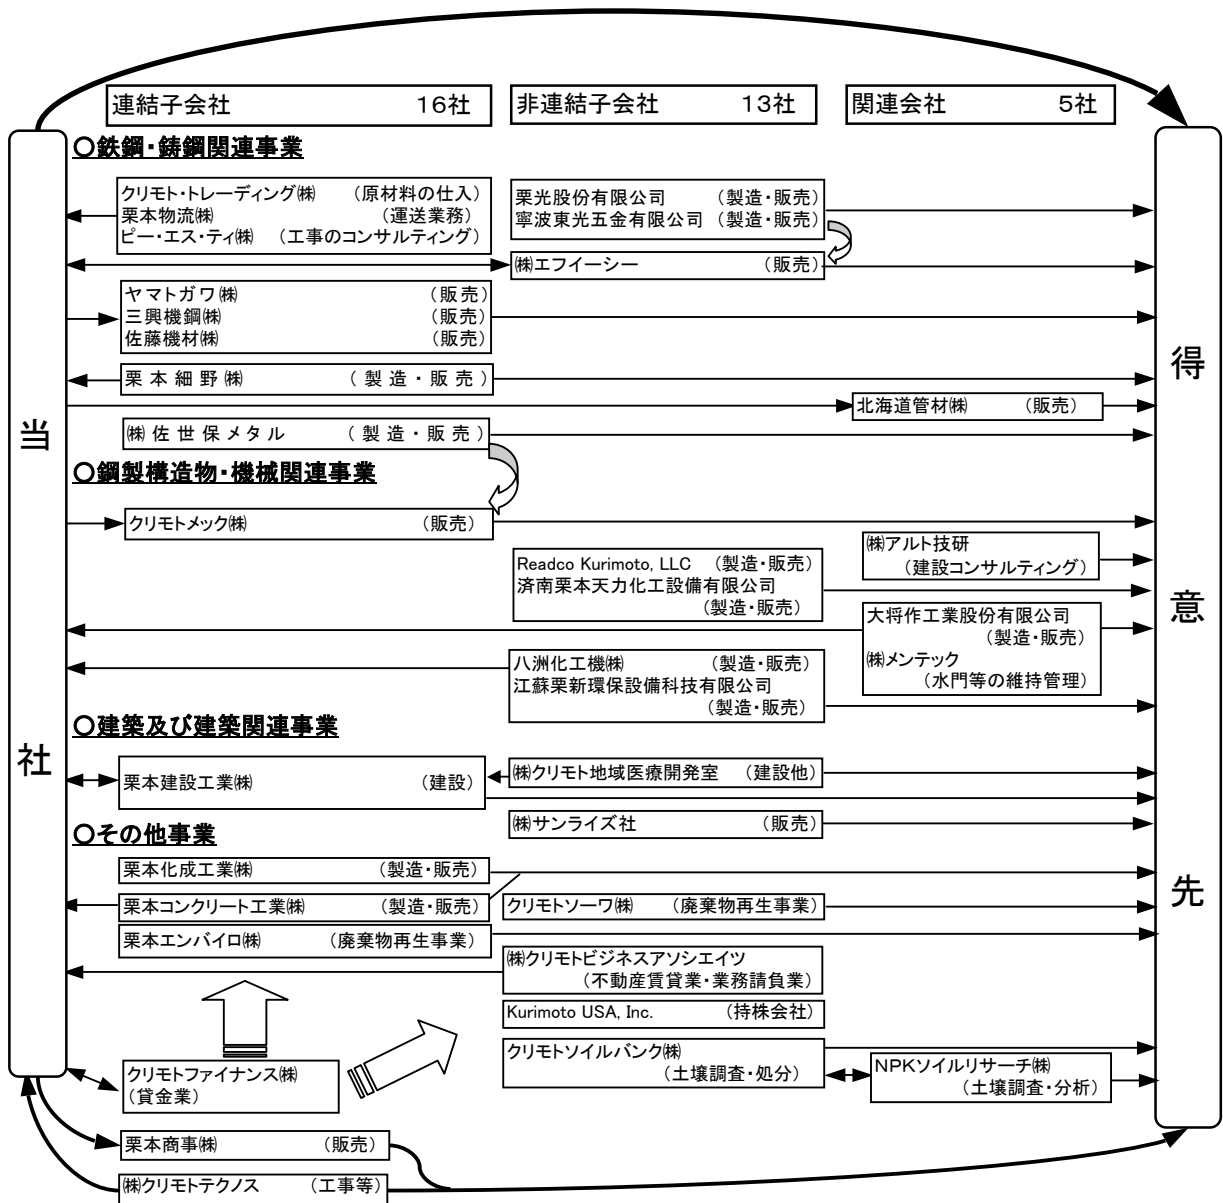 連結子会社 16社
非連結子会社 13社
関連会社 5社
当社
得意先
○鉄鋼・鋳鋼関連事業
クリモト・トレーディング㈱ （原材料の仕入）
栗本物流㈱ （運送業務）
ピー・エス・ティ㈱ （工事のコンサルティング）
栗光股份有限公司 （製造・販売）
寧波東光五金有限公司 （製造・販売）
㈱エフイーシー （販売）
ヤマトガワ㈱ （販売）
三興機鋼㈱ （販売）
佐藤機材㈱ （販売）
栗本細野㈱ （製造・販売）
北海道管材㈱ （販売）
㈱佐世保メタル （製造・販売）
○鋼製構造物・機械関連事業
クリモトメック㈱ （販売）
㈱アルト技研
（建設コンサルティング）
Readco Kurimoto, LLC （製造・販売）
済南栗本天力化工設備有限公司
（製造・販売）
大将作工業股份有限公司
（製造・販売）
㈱メンテック
（水門等の維持管理）
八洲化工機㈱ （製造・販売）
江蘇栗新環保設備科技有限公司
（製造・販売）
○建築及び建築関連事業
栗本建設工業㈱ （建設）
㈱クリモト地域医療開発室 （建設他）
㈱サンライズ社 （販売）
○その他事業
栗本化成工業㈱ （製造・販売）
栗本コンクリート工業㈱ （製造・販売）
クリモトソーワ㈱ （廃棄物再生事業）
栗本エンバイロ㈱ （廃棄物再生事業）
㈱クリモトビジネスアソシエイツ
（不動産賃貸業・業務請負業）
Kurimoto USA, Inc. （持株会社）
クリモトソイルバンク㈱
（土壌調査・処分）
NPKソイルリサーチ㈱
（土壌調査・分析）
クリモトファイナンス㈱
（貸金業）
栗本商事㈱ （販売）
㈱クリモトテクノス （工事等）